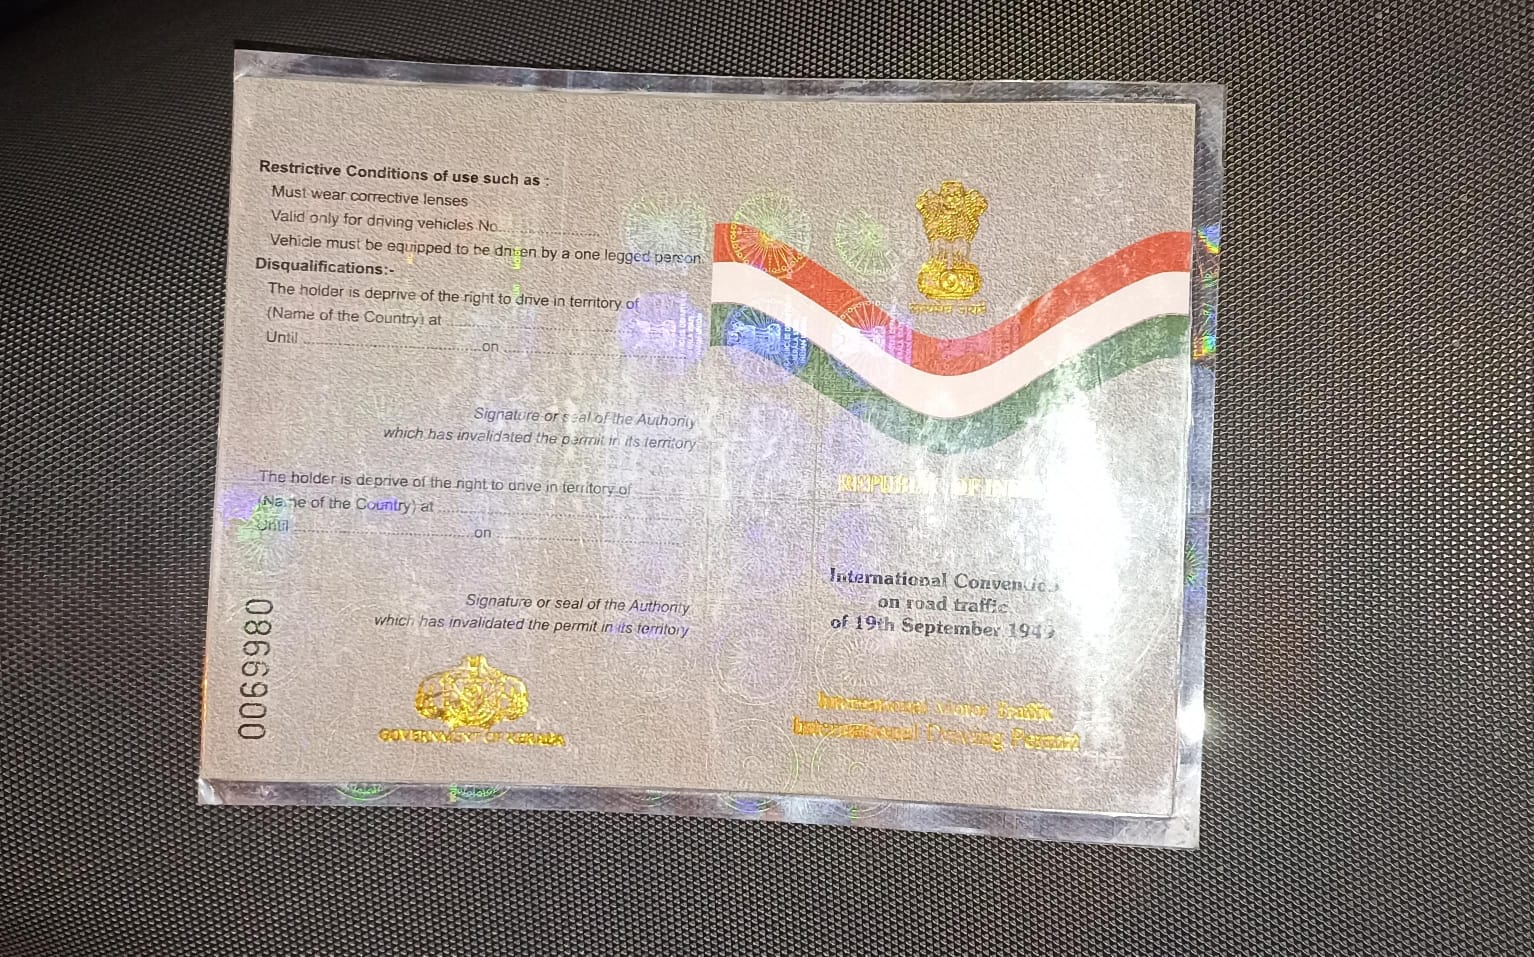 Restrictive Conditions of use such as :
Must wear corrective lenses
Valid only for driving vehicles No....................
Vehicle must be equipped to be driven by a one legged person.
Disqualifications:-
The holder is deprive of the right to drive in territory of
(Name of the Country) at ....................
Until ....................on ....................
Signature or seal of the Authority
which has invalidated the permit in its territory
The holder is deprive of the right to drive in territory of ..........
(Name of the Country) at ....................
Until ....................on ....................
Signature or seal of the Authority
which has invalidated the permit in its territory
0069980
GOVERNMENT OF KERALA
सत्यमेव जयते
REPUBLIC OF
International Convention
on road traffic
of 19th September 1949
International Motor Traffic
International Driving Permit